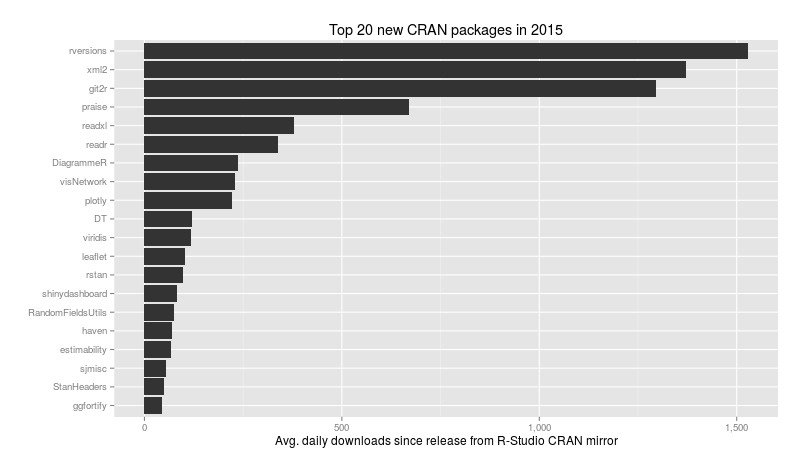 Top 20 new CRAN packages in 2015
rversions
xml2
git2r
praise
readxl
readr
DiagrammeR
visNetwork
plotly
DT
viridis
leaflet
rstan
shinydashboard
RandomFieldsUtils
haven
estimability
sjmisc
StanHeaders
ggfortify
0 500 1,000 1,500
Avg. daily downloads since release from R-Studio CRAN mirror